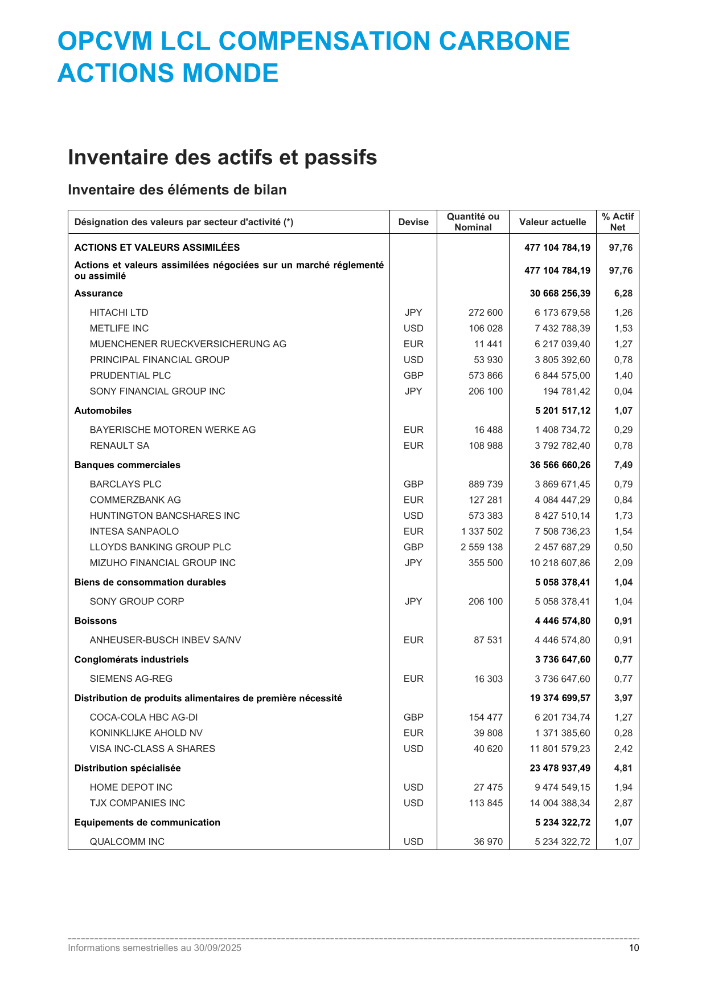 OPCVM LCL COMPENSATION CARBONE
ACTIONS MONDE
Inventaire des actifs et passifs
Inventaire des éléments de bilan
Désignation des valeurs par secteur d'activité (*) Devise Quantité ou Nominal Valeur actuelle % Actif Net
ACTIONS ET VALEURS ASSIMILÉES 477 104 784,19 97,76
Actions et valeurs assimilées négociées sur un marché réglementé
ou assimilé 477 104 784,19 97,76
Assurance 30 668 256,39 6,28
HITACHI LTD JPY 272 600 6 173 679,58 1,26
METLIFE INC USD 106 028 7 432 788,39 1,53
MUENCHENER RUECKVERSICHERUNG AG EUR 11 441 6 217 039,40 1,27
PRINCIPAL FINANCIAL GROUP USD 53 930 3 805 392,60 0,78
PRUDENTIAL PLC GBP 573 866 6 844 575,00 1,40
SONY FINANCIAL GROUP INC JPY 206 100 194 781,42 0,04
Automobiles 5 201 517,12 1,07
BAYERISCHE MOTOREN WERKE AG EUR 16 488 1 408 734,72 0,29
RENAULT SA EUR 108 988 3 792 782,40 0,78
Banques commerciales 36 566 660,26 7,49
BARCLAYS PLC GBP 889 739 3 869 671,45 0,79
COMMERZBANK AG EUR 127 281 4 084 447,29 0,84
HUNTINGTON BANCSHARES INC USD 573 383 8 427 510,14 1,73
INTESA SANPAOLO EUR 1 337 502 7 508 736,23 1,54
LLOYDS BANKING GROUP PLC GBP 2 559 138 2 457 687,29 0,50
MIZUHO FINANCIAL GROUP INC JPY 355 500 10 218 607,86 2,09
Biens de consommation durables 5 058 378,41 1,04
SONY GROUP CORP JPY 206 100 5 058 378,41 1,04
Boissons 4 446 574,80 0,91
ANHEUSER-BUSCH INBEV SA/NV EUR 87 531 4 446 574,80 0,91
Conglomérats industriels 3 736 647,60 0,77
SIEMENS AG-REG EUR 16 303 3 736 647,60 0,77
Distribution de produits alimentaires de première nécessité 19 374 699,57 3,97
COCA-COLA HBC AG-DI GBP 154 477 6 201 734,74 1,27
KONINKLIJKE AHOLD NV EUR 39 808 1 371 385,60 0,28
VISA INC-CLASS A SHARES USD 40 620 11 801 579,23 2,42
Distribution spécialisée 23 478 937,49 4,81
HOME DEPOT INC USD 27 475 9 474 549,15 1,94
TJX COMPANIES INC USD 113 845 14 004 388,34 2,87
Equipements de communication 5 234 322,72 1,07
QUALCOMM INC USD 36 970 5 234 322,72 1,07
Informations semestrielles au 30/09/2025 10